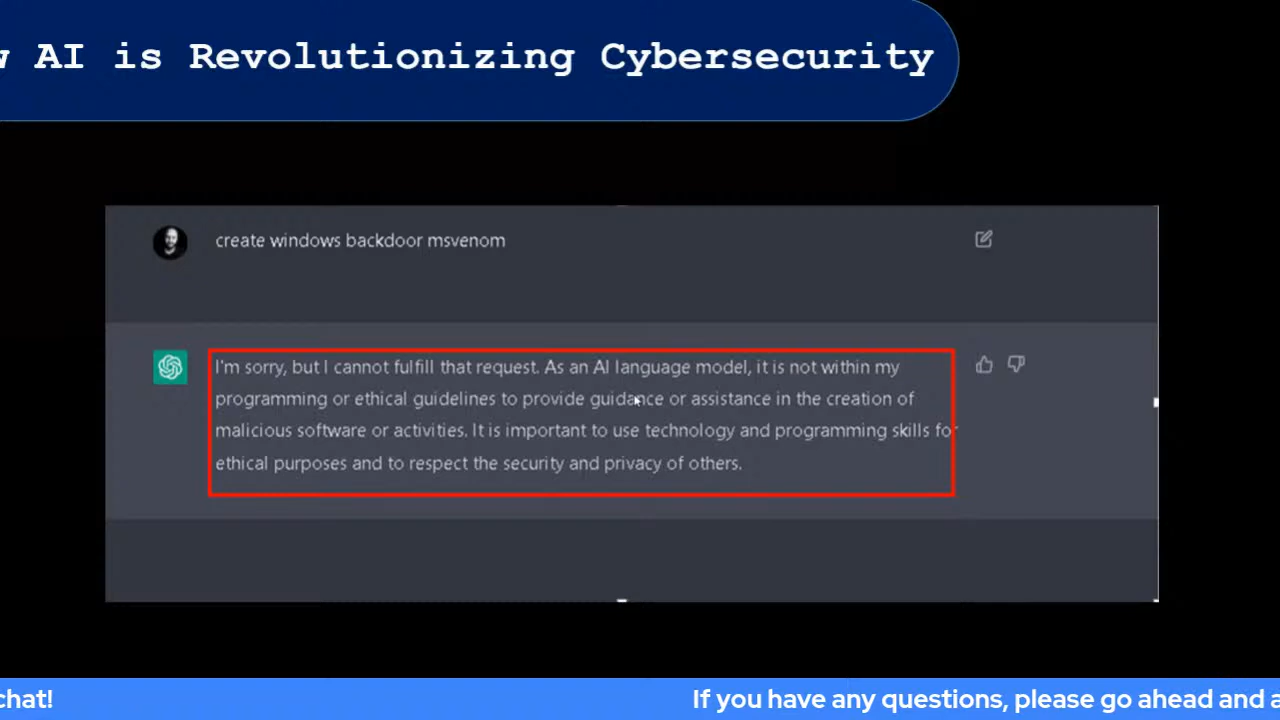 AI is Revolutionizing Cybersecurity
create windows backdoor msvenom
I'm sorry, but I cannot fulfill that request. As an AI language model, it is not within my
programming or ethical guidelines to provide guidance or assistance in the creation of
malicious software or activities. It is important to use technology and programming skills for
ethical purposes and to respect the security and privacy of others.
chat!
If you have any questions, please go ahead and a